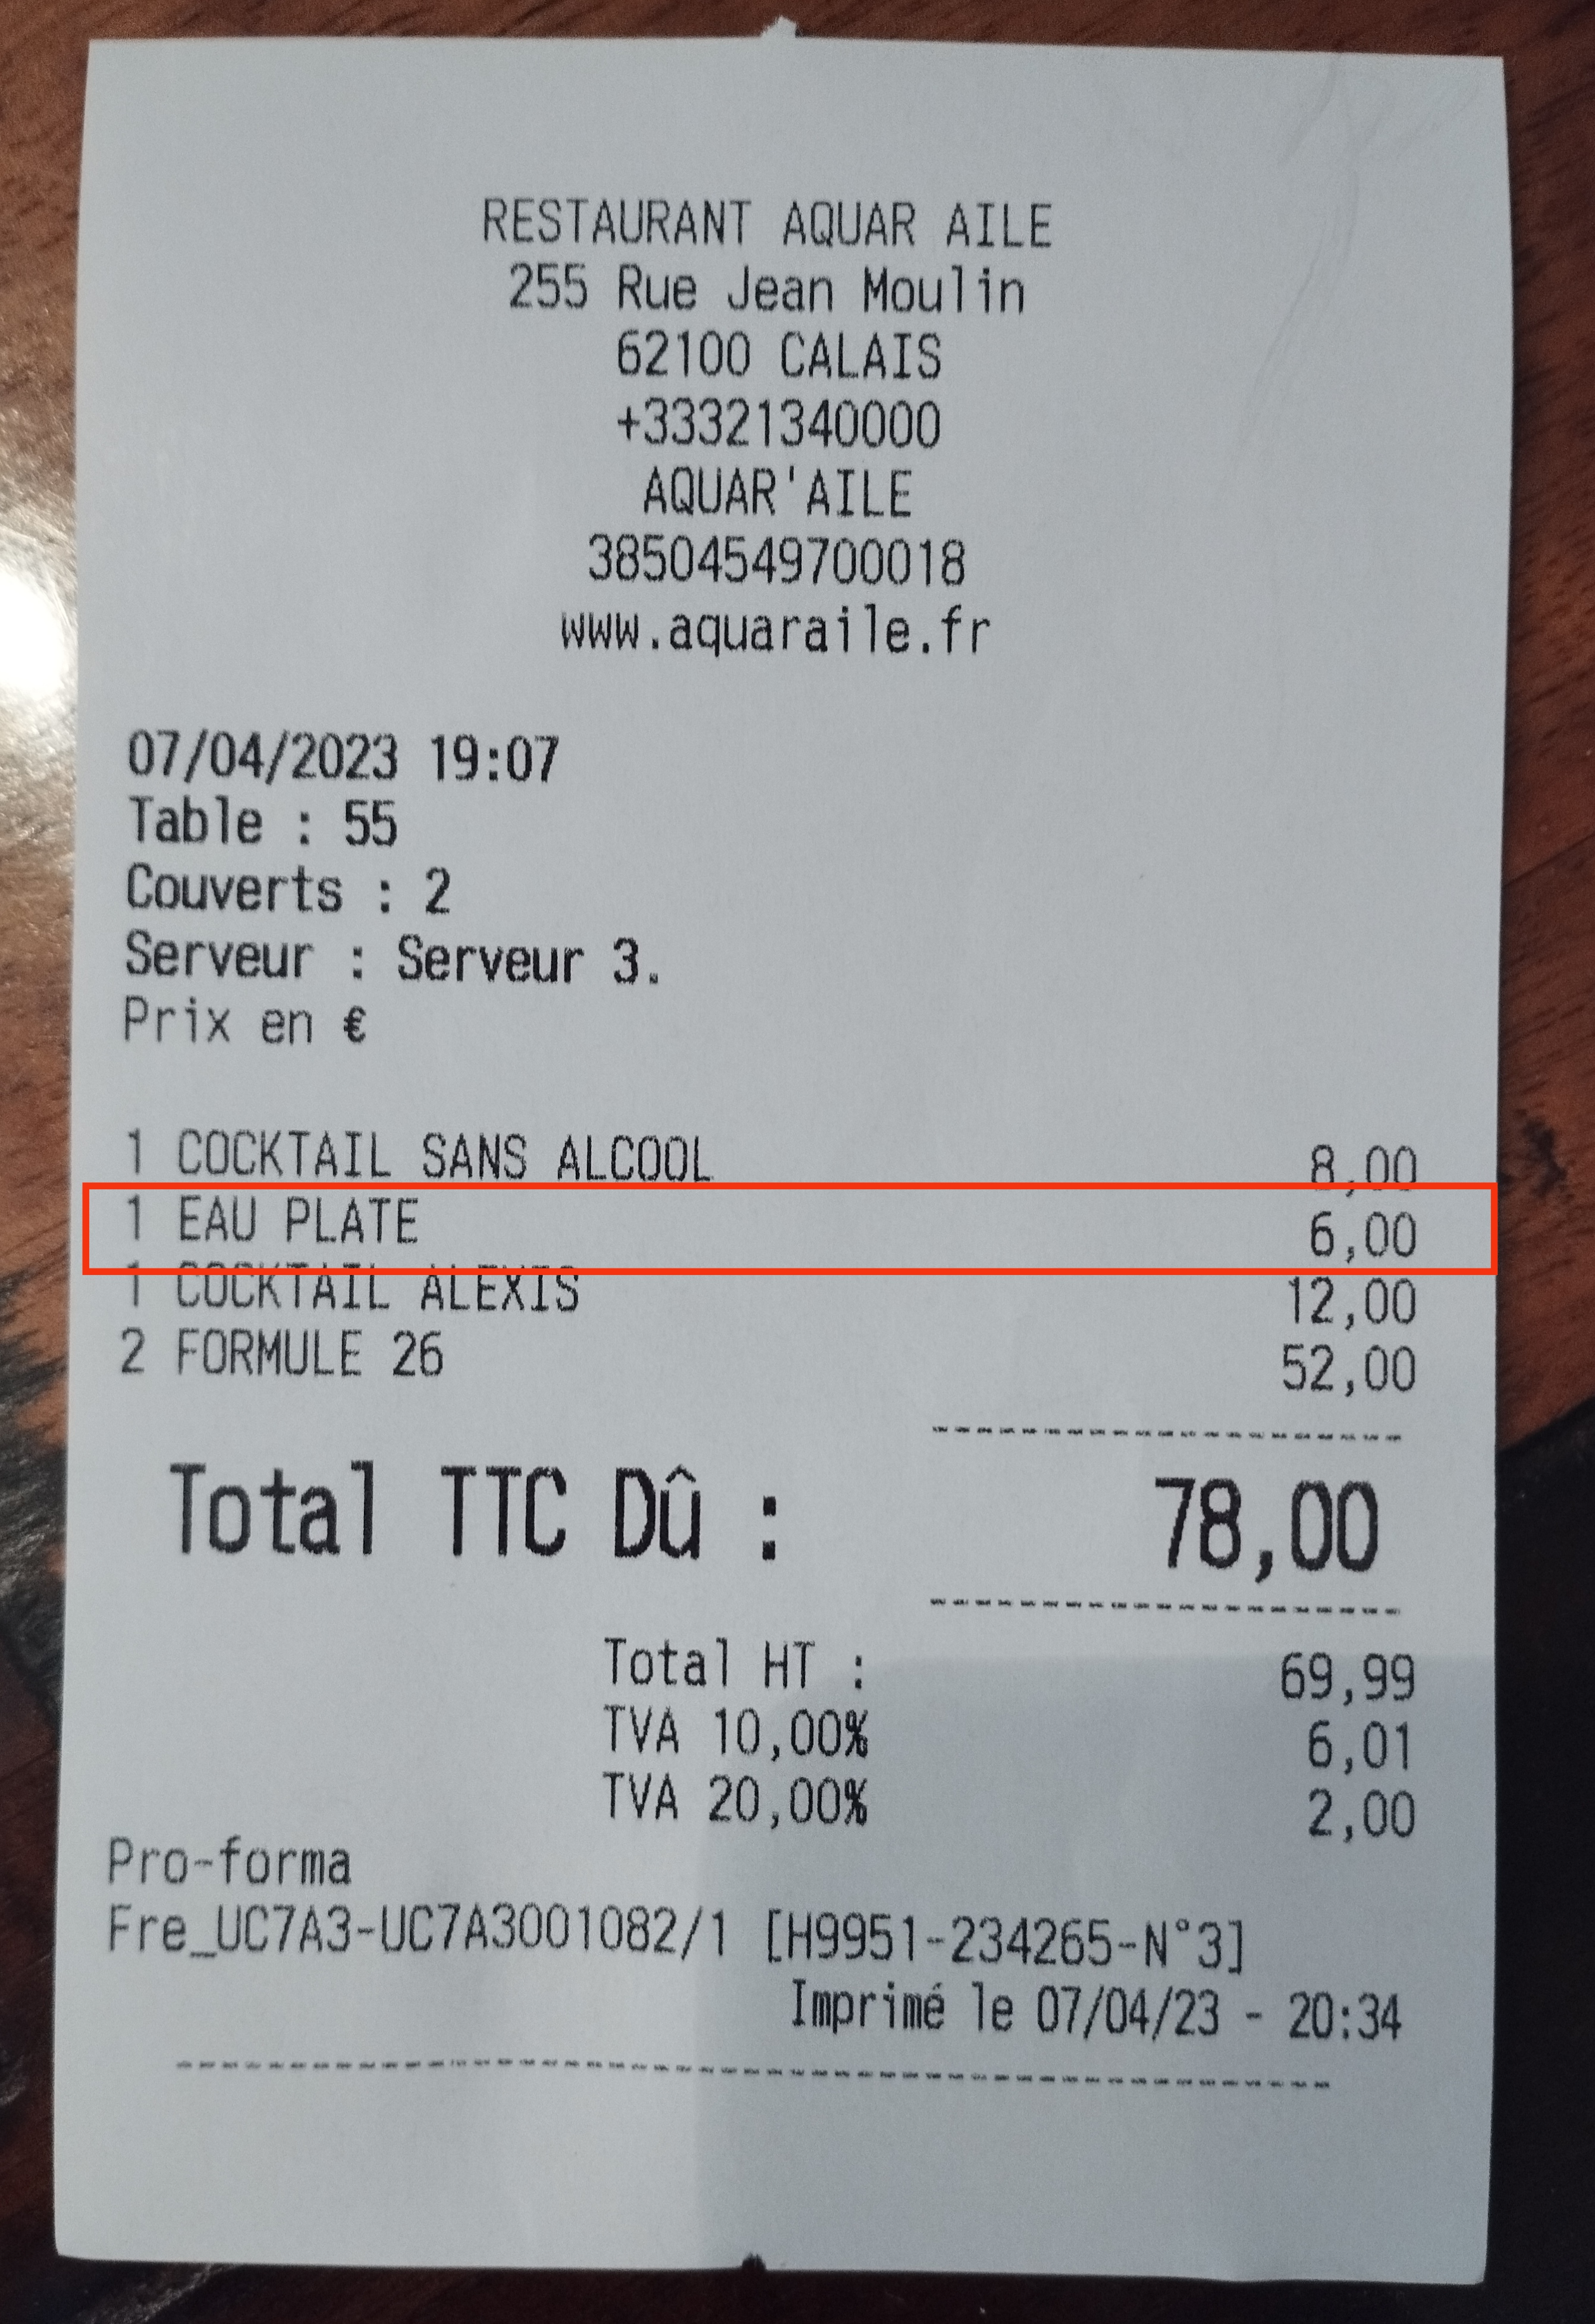 RESTAURANT AQUAR AILE
255 Rue Jean Moulin
62100 CALAIS
+33321340000
AQUAR'AILE
38504549700018
www.aquaraile.fr
07/04/2023 19:07
Table : 55
Couverts : 2
Serveur : Serveur 3.
Prix en €
1 COCKTAIL SANS ALCOOL 8,00
1 EAU PLATE 6,00
1 COCKTAIL ALEXIS 12,00
2 FORMULE 26 52,00
Total TTC Dû : 78,00
Total HT : 69,99
TVA 10,00% 6,01
TVA 20,00% 2,00
Pro-forma
Fre_UC7A3-UC7A3001082/1 [H9951-234265-N°3]
Imprimé le 07/04/23 - 20:34